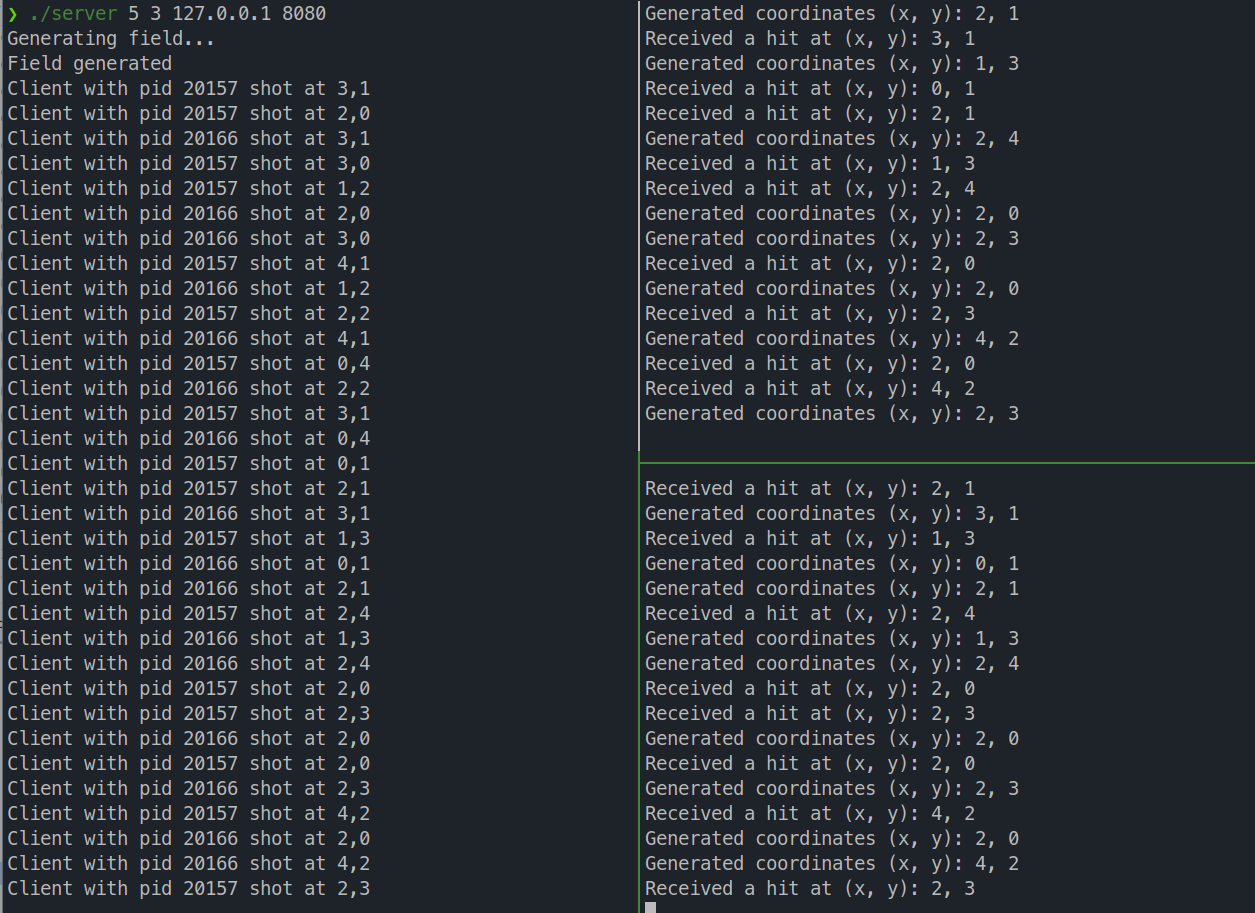 ❯ ./server 5 3 127.0.0.1 8080
Generating field...
Field generated
Client with pid 20157 shot at 3,1
Client with pid 20157 shot at 2,0
Client with pid 20166 shot at 3,1
Client with pid 20157 shot at 3,0
Client with pid 20157 shot at 1,2
Client with pid 20166 shot at 2,0
Client with pid 20166 shot at 3,0
Client with pid 20157 shot at 4,1
Client with pid 20166 shot at 1,2
Client with pid 20157 shot at 2,2
Client with pid 20166 shot at 4,1
Client with pid 20157 shot at 0,4
Client with pid 20166 shot at 2,2
Client with pid 20157 shot at 3,1
Client with pid 20166 shot at 0,4
Client with pid 20157 shot at 0,1
Client with pid 20157 shot at 2,1
Client with pid 20166 shot at 3,1
Client with pid 20157 shot at 1,3
Client with pid 20166 shot at 0,1
Client with pid 20166 shot at 2,1
Client with pid 20157 shot at 2,4
Client with pid 20166 shot at 1,3
Client with pid 20166 shot at 2,4
Client with pid 20157 shot at 2,0
Client with pid 20157 shot at 2,3
Client with pid 20166 shot at 2,0
Client with pid 20157 shot at 2,0
Client with pid 20166 shot at 2,3
Client with pid 20157 shot at 4,2
Client with pid 20166 shot at 2,0
Client with pid 20166 shot at 4,2
Client with pid 20157 shot at 2,3
Generated coordinates (x, y): 2, 1
Received a hit at (x, y): 3, 1
Generated coordinates (x, y): 1, 3
Received a hit at (x, y): 0, 1
Received a hit at (x, y): 2, 1
Generated coordinates (x, y): 2, 4
Received a hit at (x, y): 1, 3
Received a hit at (x, y): 2, 4
Generated coordinates (x, y): 2, 0
Generated coordinates (x, y): 2, 3
Received a hit at (x, y): 2, 0
Generated coordinates (x, y): 2, 0
Received a hit at (x, y): 2, 3
Generated coordinates (x, y): 4, 2
Received a hit at (x, y): 2, 0
Received a hit at (x, y): 4, 2
Generated coordinates (x, y): 2, 3
Received a hit at (x, y): 2, 1
Generated coordinates (x, y): 3, 1
Received a hit at (x, y): 1, 3
Generated coordinates (x, y): 0, 1
Generated coordinates (x, y): 2, 1
Received a hit at (x, y): 2, 4
Generated coordinates (x, y): 1, 3
Generated coordinates (x, y): 2, 4
Received a hit at (x, y): 2, 0
Received a hit at (x, y): 2, 3
Generated coordinates (x, y): 2, 0
Received a hit at (x, y): 2, 0
Generated coordinates (x, y): 2, 3
Received a hit at (x, y): 4, 2
Generated coordinates (x, y): 2, 0
Generated coordinates (x, y): 4, 2
Received a hit at (x, y): 2, 3